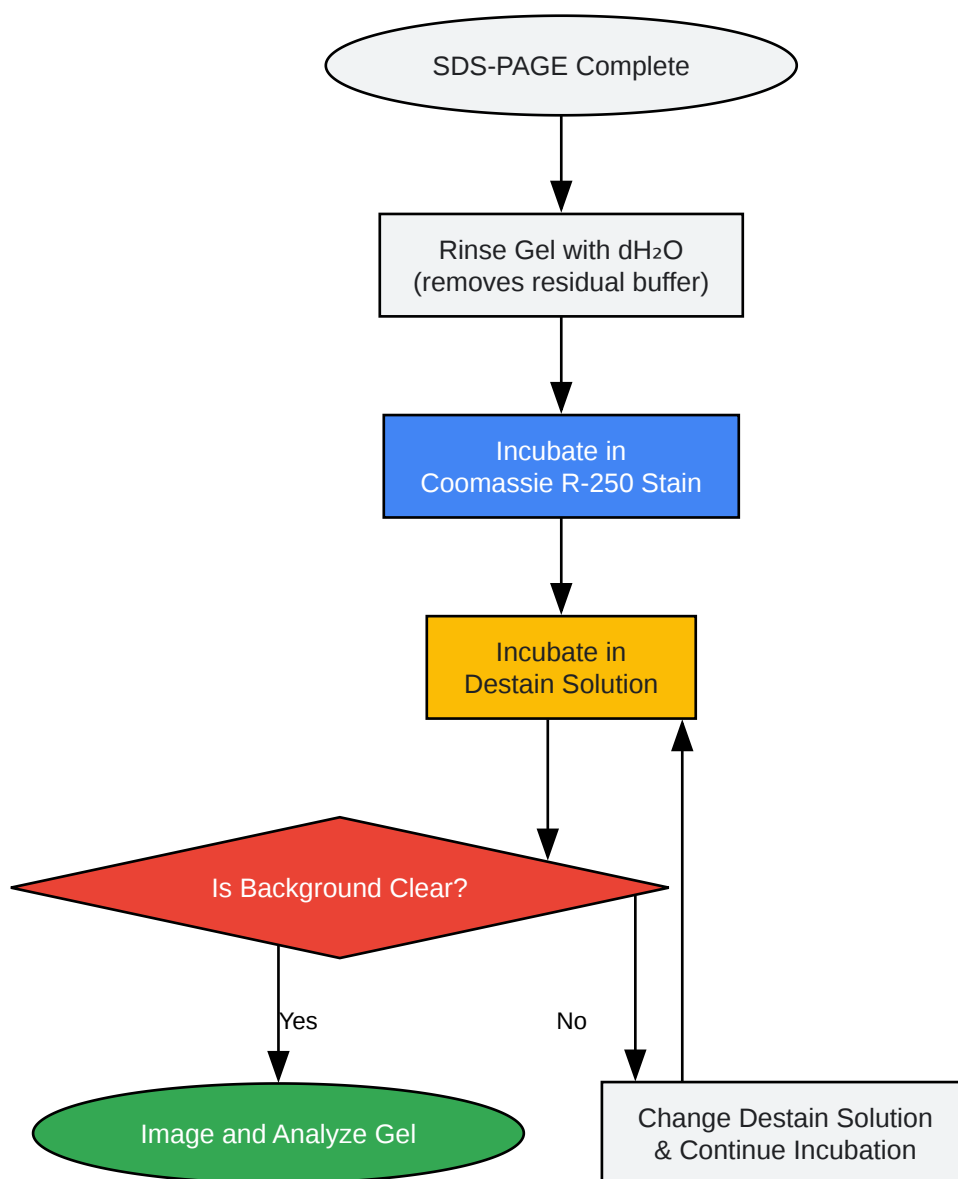 SDS-PAGE Complete
Rinse Gel with dH₂O
(removes residual buffer)
Incubate in
Coomassie R-250 Stain
Incubate in
Destain Solution
Is Background Clear?
Yes
No
Image and Analyze Gel
Change Destain Solution
& Continue Incubation